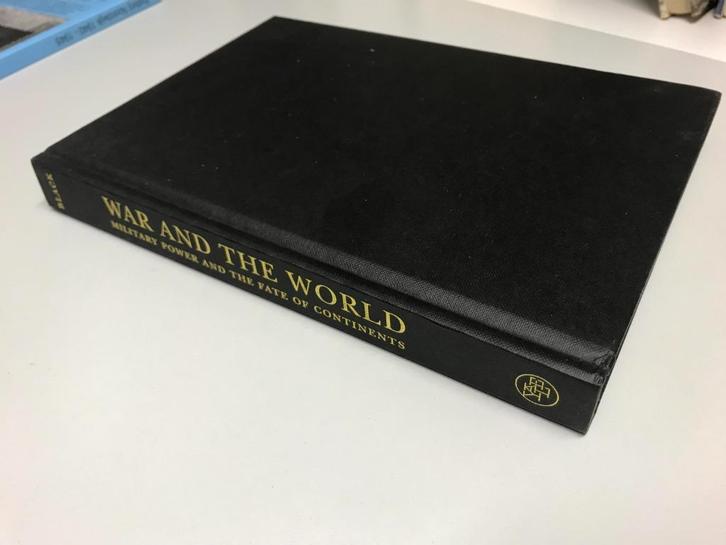 BLACK
WAR AND THE WORLD
MILITARY POWER AND THE FATE OF CONTINENTS